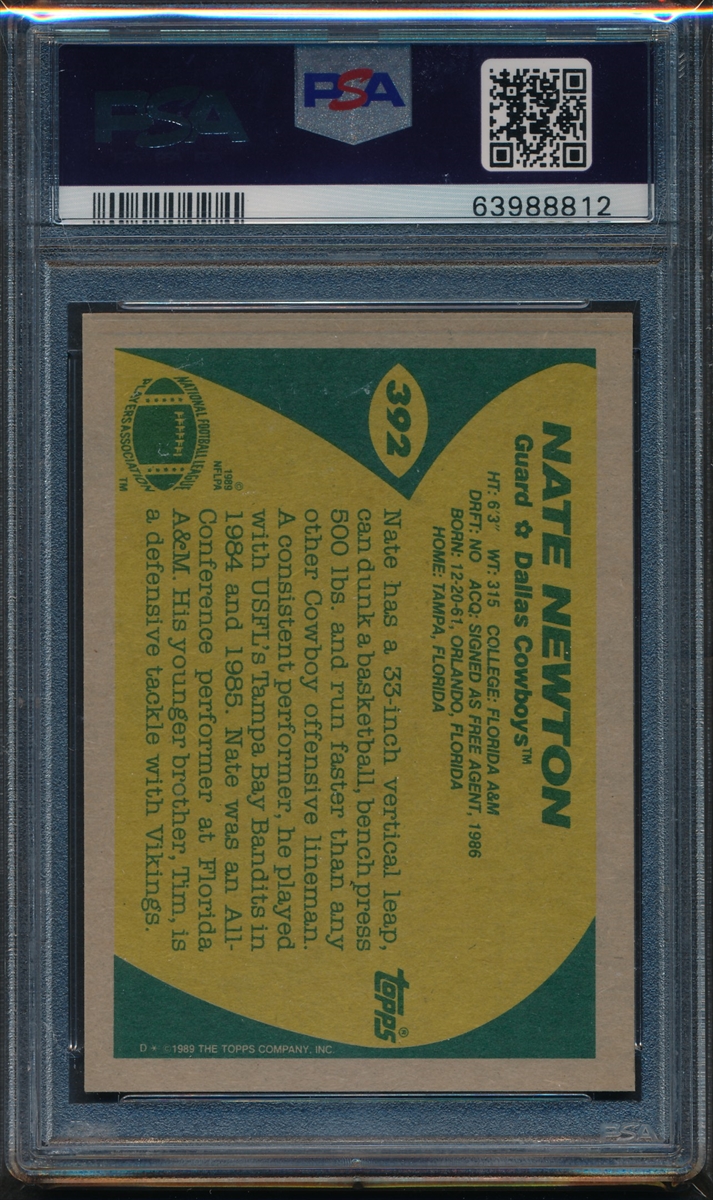 PSA
PSA
63988812
392
NATE NEWTON
Guard ✩ Dallas Cowboys™
HT: 6'3" WT: 315 COLLEGE: FLORIDA A&M
DRFT: NO ACQ: SIGNED AS FREE AGENT, 1986
BORN: 12-20-61, ORLANDO, FLORIDA
HOME: TAMPA, FLORIDA
Nate has a 33-inch vertical leap,
can dunk a basketball, bench press
500 lbs. and run faster than any
other Cowboy offensive lineman.
A consistent performer, he played
with USFL's Tampa Bay Bandits in
1984 and 1985. Nate was an All-
Conference performer at Florida
A&M. His younger brother, Tim, is
a defensive tackle with Vikings.
NATIONAL FOOTBALL LEAGUE
PLAYERS ASSOCIATION
™
©
1989
NFLPA
topps®
D * ©1989 THE TOPPS COMPANY, INC.
PSA